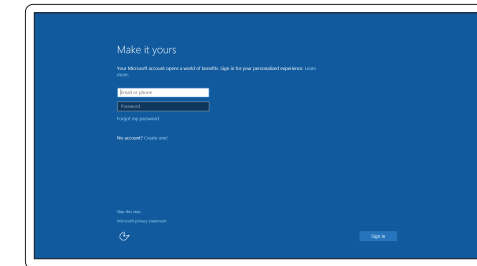 Make it yours
Your Microsoft account opens a world of benefits. Sign in for your personalized experience. Learn
more.
Email or phone
Password
Forgot my password
No account? Create one!
Skip this step
Microsoft privacy statement
Sign in